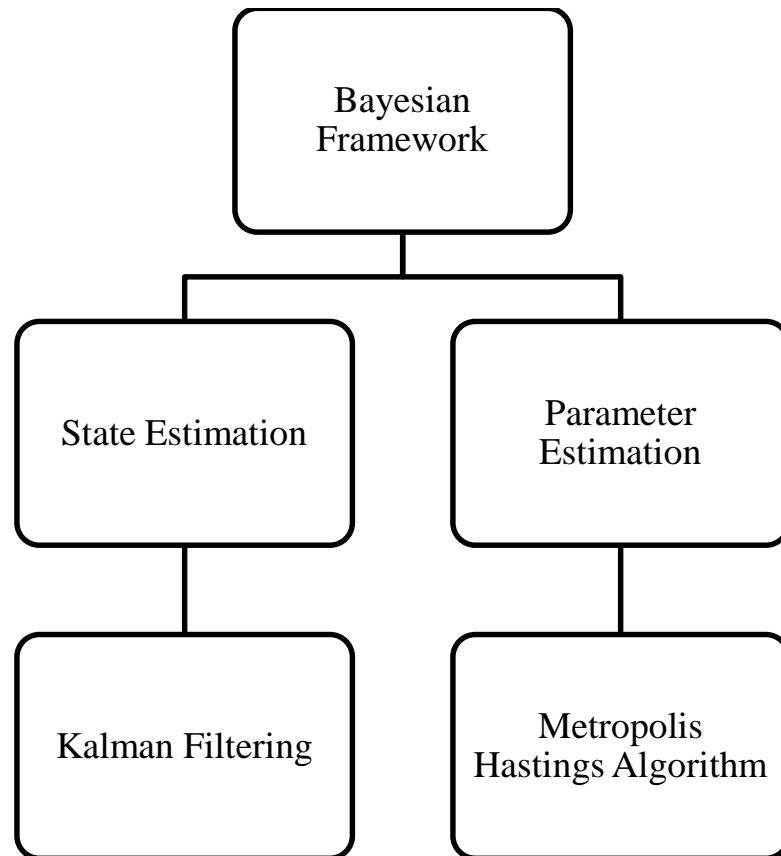 Bayesian
Framework
State Estimation
Parameter
Estimation
Kalman Filtering
Metropolis
Hastings Algorithm